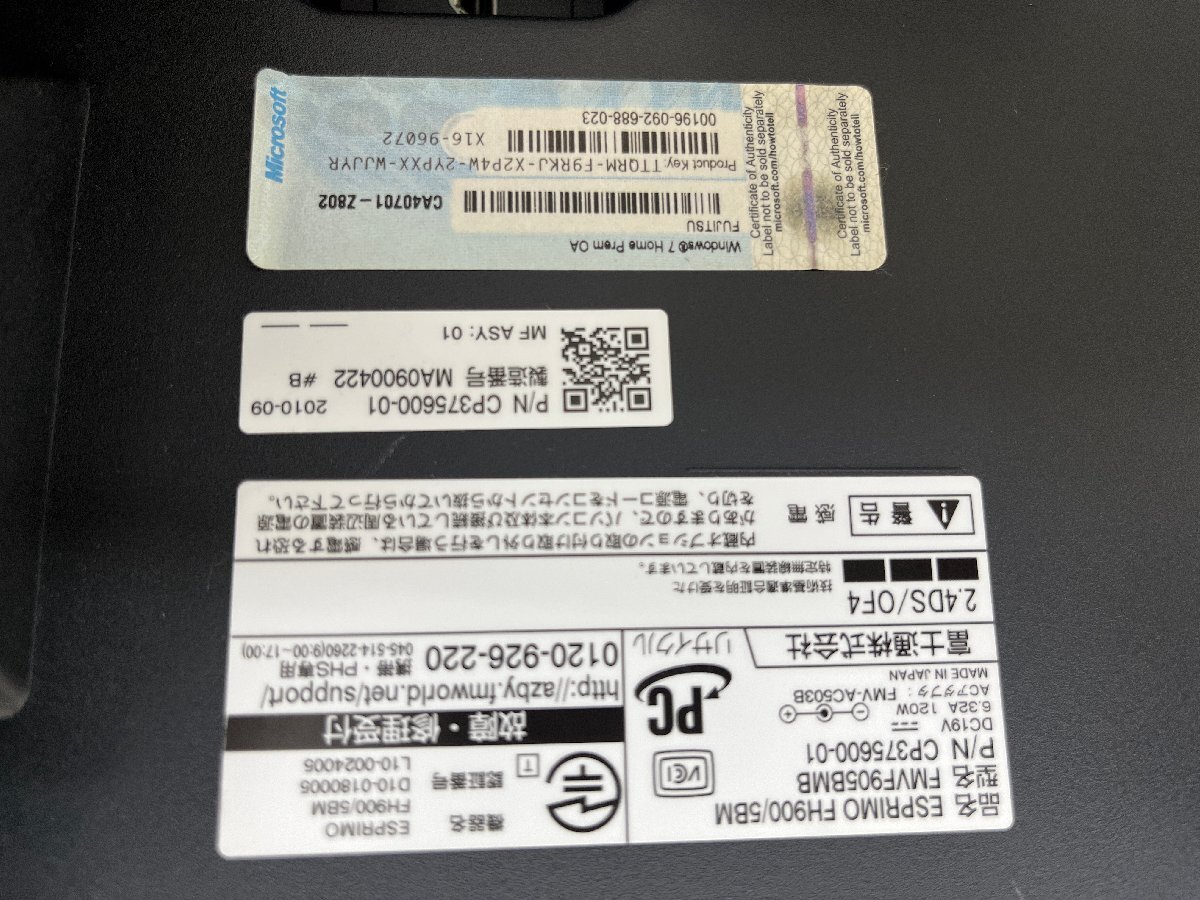 Windows® 7 Home Prem OA
FUJITSU
CA40701-Z802
Product Key: TTQRM-F9RKJ-X2P4W-2YPXX-WJJYR
X16-96072
00196-092-688-023
Microsoft
Certificate of Authenticity
Label not to be sold separately
microsoft.com/howtotell
Certificate of Authenticity
Label not to be sold separately
microsoft.com/howtotell
P/N CP375600-01 2010-09
製造番号 MA0900422 #B
MF ASY: 01
品名 ESPRIMO FH900/5BM
型名 FMVF905BMB
P/N CP375600-01
DC19V
6.32A 120W
ACアダプタ: FMV-AC503B
MADE IN JAPAN
VCI
PC
リサイクル
富士通株式会社
機器名 ESPRIMO
FH900/5BM
T 認証番号 D10-0180005
L10-0024005
故障・修理受付
http://azby.fmworld.net/support/
0120-926-220
携帯・PHS専用
045-514-2260(9:00~17:00)
2.4DS/OF4
技術基準適合証明を受けた
特定無線装置を内蔵しています。
警告 感電
内蔵オプションの取り付け取り外しを行う場合は、感電する恐れ
がありますので、パソコン本体及び接続している周辺装置の電源
を切り、電源コードをコンセントから抜いてから行って下さい。